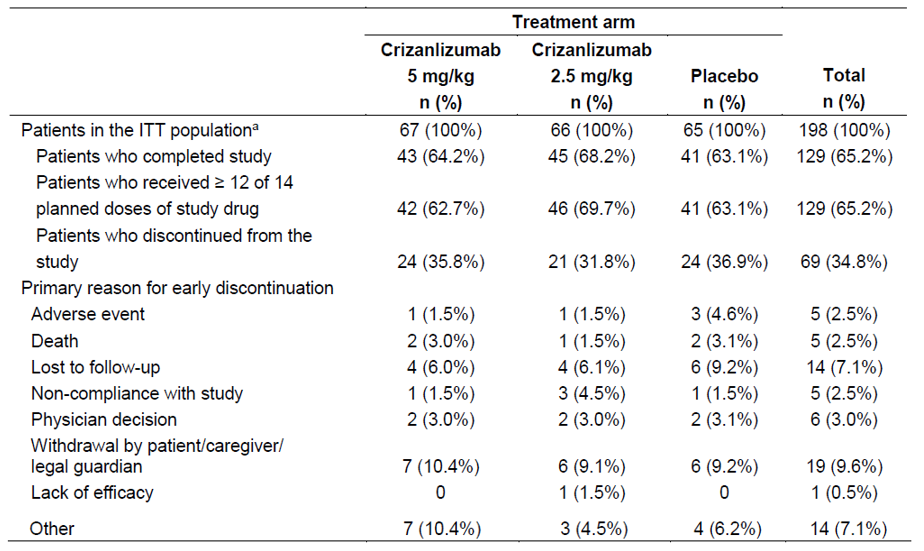 Treatment arm
Crizanlizumab 5 mg/kg n (%) Crizanlizumab 2.5 mg/kg n (%) Placebo n (%) Total n (%)
Patients in the ITT populationᵃ 67 (100%) 66 (100%) 65 (100%) 198 (100%)
Patients who completed study 43 (64.2%) 45 (68.2%) 41 (63.1%) 129 (65.2%)
Patients who received ≥ 12 of 14
planned doses of study drug 42 (62.7%) 46 (69.7%) 41 (63.1%) 129 (65.2%)
Patients who discontinued from the
study 24 (35.8%) 21 (31.8%) 24 (36.9%) 69 (34.8%)
Primary reason for early discontinuation
Adverse event 1 (1.5%) 1 (1.5%) 3 (4.6%) 5 (2.5%)
Death 2 (3.0%) 1 (1.5%) 2 (3.1%) 5 (2.5%)
Lost to follow-up 4 (6.0%) 4 (6.1%) 6 (9.2%) 14 (7.1%)
Non-compliance with study 1 (1.5%) 3 (4.5%) 1 (1.5%) 5 (2.5%)
Physician decision 2 (3.0%) 2 (3.0%) 2 (3.1%) 6 (3.0%)
Withdrawal by patient/caregiver/
legal guardian 7 (10.4%) 6 (9.1%) 6 (9.2%) 19 (9.6%)
Lack of efficacy 0 1 (1.5%) 0 1 (0.5%)
Other 7 (10.4%) 3 (4.5%) 4 (6.2%) 14 (7.1%)